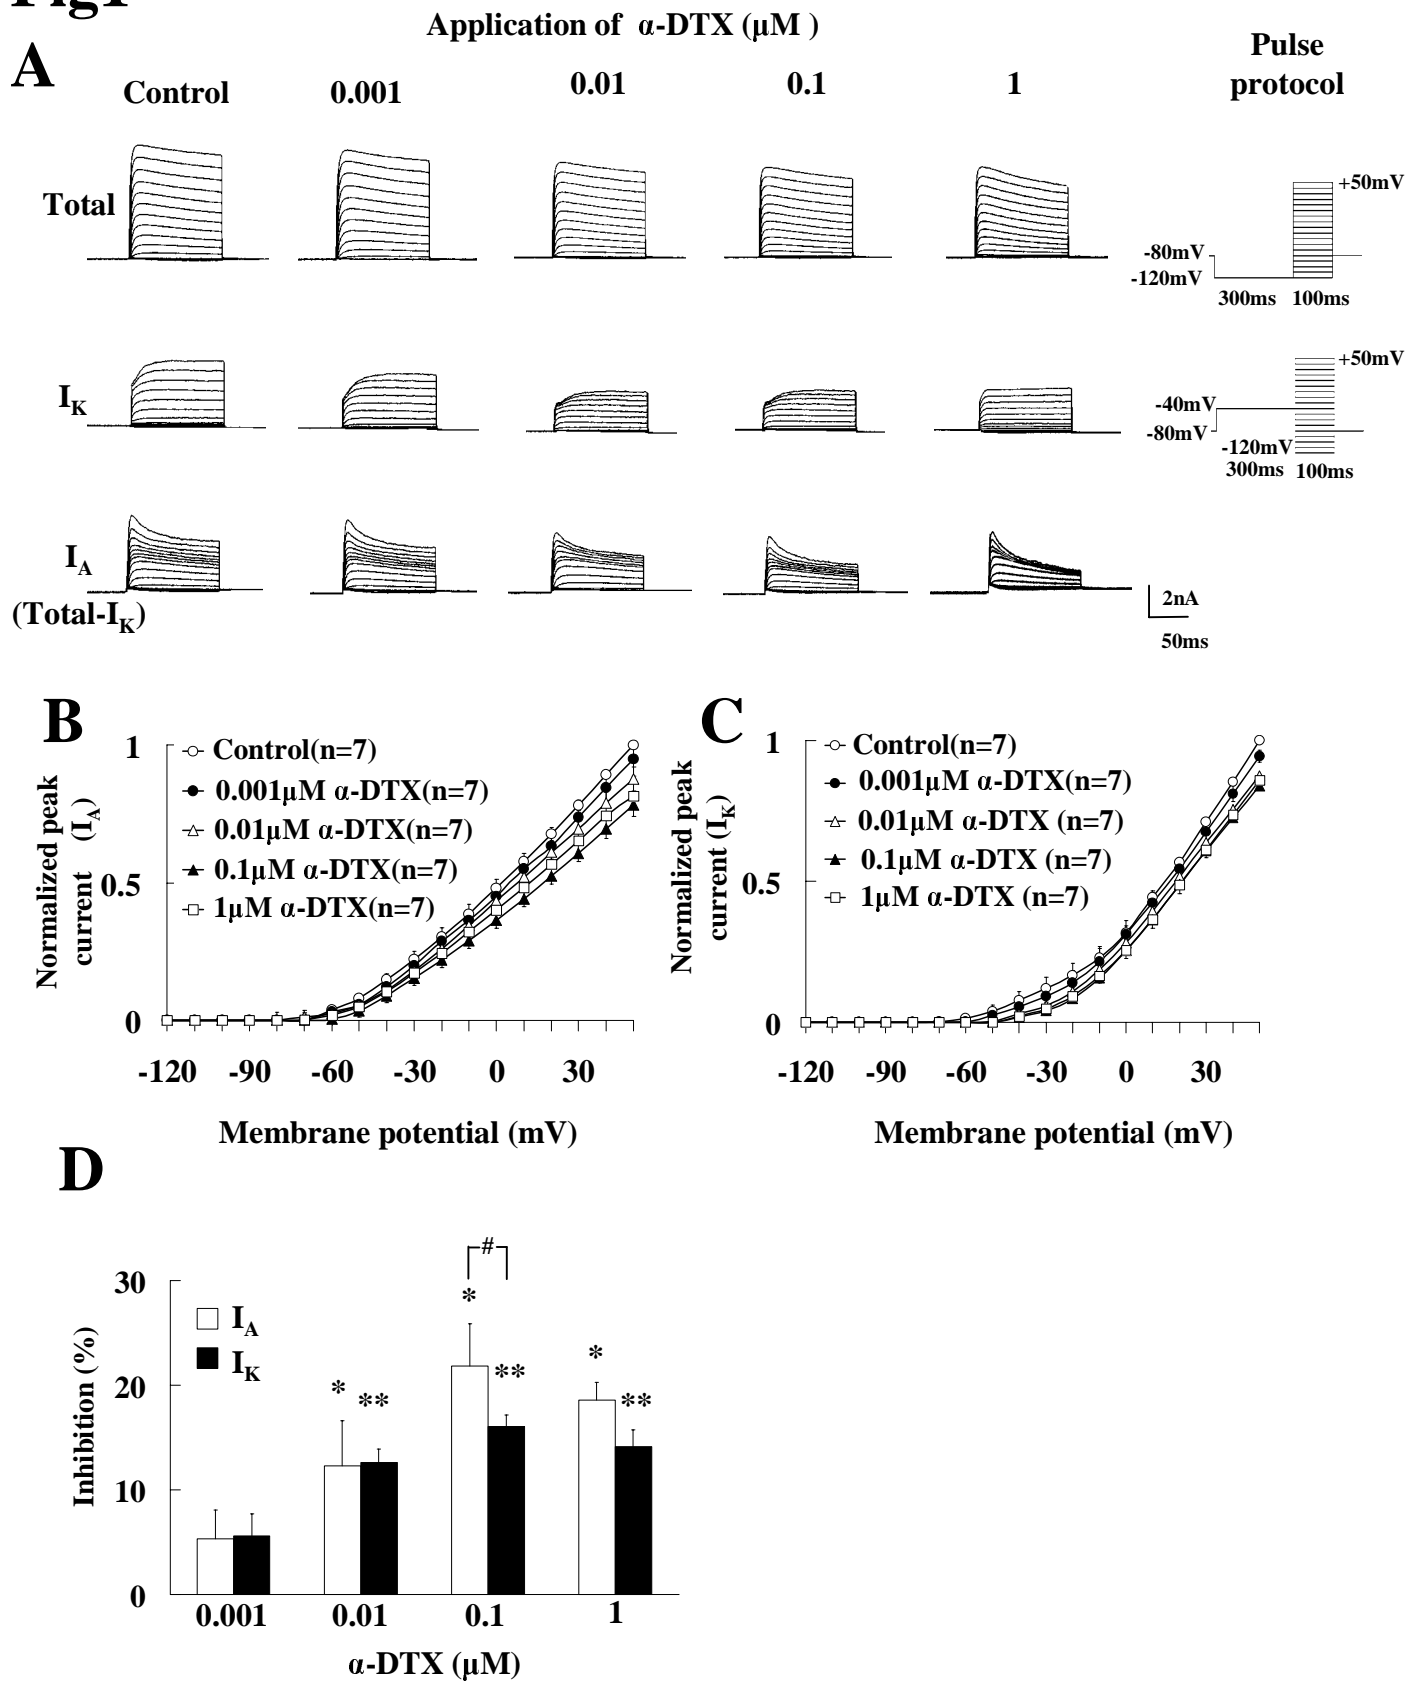 Fig1
Application of α-DTX (μM )
A
Control
0.001
0.01
0.1
1
Pulse
protocol
Total
+50mV
-80mV
-120mV
300ms 100ms
IK
+50mV
-40mV
-80mV
-120mV
300ms 100ms
IA
(Total-IK)
2nA
50ms
B
Normalized peak
current (IA)
1
0.5
0
Control(n=7)
0.001μM α-DTX(n=7)
0.01μM α-DTX(n=7)
0.1μM α-DTX(n=7)
1μM α-DTX(n=7)
-120 -90 -60 -30 0 30
Membrane potential (mV)
C
Normalized peak
current (IK)
1
0.5
0
Control(n=7)
0.001μM α-DTX(n=7)
0.01μM α-DTX (n=7)
0.1μM α-DTX (n=7)
1μM α-DTX (n=7)
-120 -90 -60 -30 0 30
Membrane potential (mV)
D
Inhibition (%)
30
20
10
0
IA
IK
#
*
**
*
**
*
**
0.001 0.01 0.1 1
α-DTX (μM)